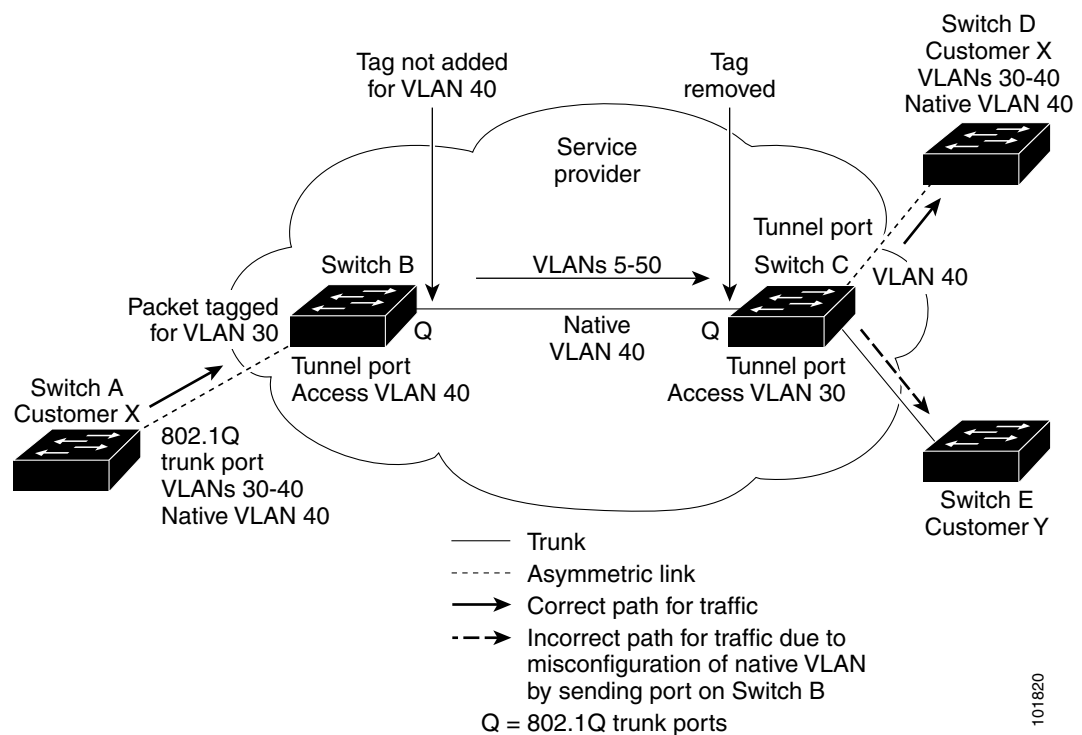 Switch D
Customer X
VLANs 30-40
Native VLAN 40
Tag not added
for VLAN 40
Tag
removed
Service
provider
Tunnel port
Switch B
VLANs 5-50
Switch C
VLAN 40
Packet tagged
for VLAN 30
Q
Native
VLAN 40
Q
Tunnel port
Access VLAN 40
Tunnel port
Access VLAN 30
Switch A
Customer X
802.1Q
trunk port
VLANs 30-40
Native VLAN 40
Switch E
Customer Y
Trunk
Asymmetric link
Correct path for traffic
Incorrect path for traffic due to
misconfiguration of native VLAN
by sending port on Switch B
Q = 802.1Q trunk ports
101820